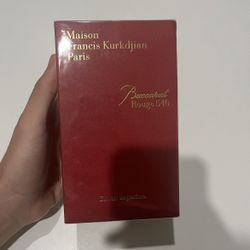 Maison
Francis Kurkdjian
Paris
Baccarat
Rouge 540
Extrait de parfum